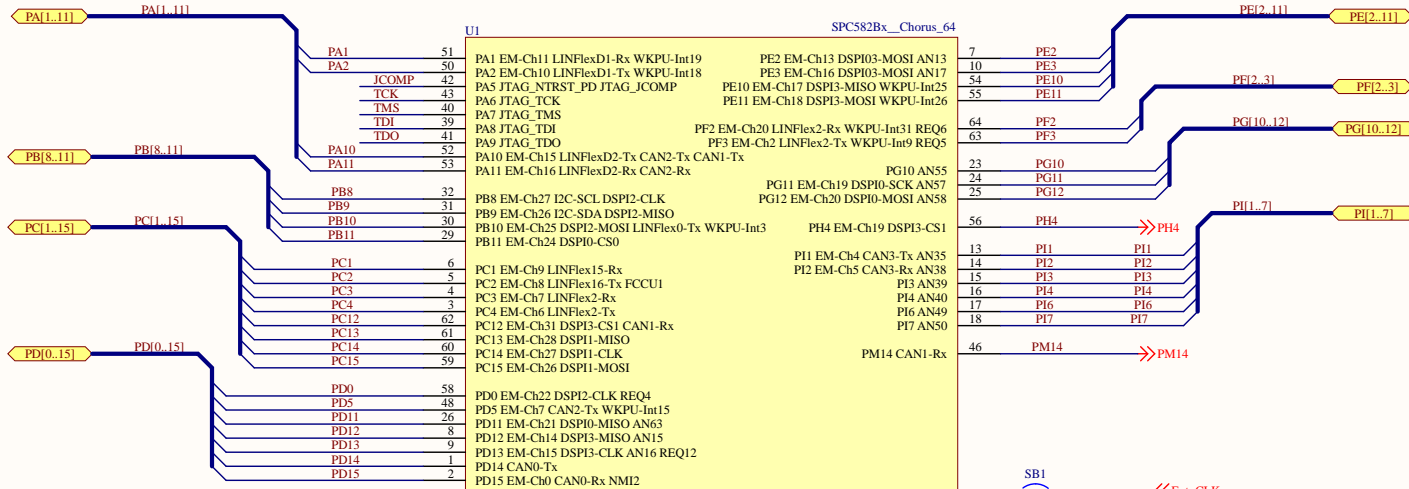 PA[1..11] PA[1..11] PE[2..11] PE[2..11]
U1 SPC582Bx__Chorus_64
PA1 51 PA1 EM-Ch11 LINFlexD1-Rx WKPU-Int19 PE2 EM-Ch13 DSPI03-MOSI AN13 7 PE2
PA2 50 PA2 EM-Ch10 LINFlexD1-Tx WKPU-Int18 PE3 EM-Ch16 DSPI03-MOSI AN17 10 PE3
JCOMP 42 PA5 JTAG_NTRST_PD JTAG_JCOMP PE10 EM-Ch17 DSPI3-MISO WKPU-Int25 54 PE10 PF[2..3] PF[2..3]
TCK 43 PA6 JTAG_TCK PE11 EM-Ch18 DSPI3-MOSI WKPU-Int26 55 PE11
TMS 40 PA7 JTAG_TMS
TDI 39 PA8 JTAG_TDI PF2 EM-Ch20 LINFlex2-Rx WKPU-Int31 REQ6 64 PF2 PG[10..12] PG[10..12]
TDO 41 PA9 JTAG_TDO PF3 EM-Ch2 LINFlex2-Tx WKPU-Int9 REQ5 63 PF3
PB[8..11] PB[8..11] PA10 52 PA10 EM-Ch15 LINFlexD2-Tx CAN2-Tx CAN1-Tx
PA11 53 PA11 EM-Ch16 LINFlexD2-Rx CAN2-Rx PG10 AN55 23 PG10
PG11 EM-Ch19 DSPI0-SCK AN57 24 PG11
PB8 32 PB8 EM-Ch27 I2C-SCL DSPI2-CLK PG12 EM-Ch20 DSPI0-MOSI AN58 25 PG12
PB9 31 PB9 EM-Ch26 I2C-SDA DSPI2-MISO PI[1..7] PI[1..7]
PC[1..15] PC[1..15] PB10 30 PB10 EM-Ch25 DSPI2-MOSI LINFlex0-Tx WKPU-Int3 PH4 EM-Ch19 DSPI3-CS1 56 PH4 PH4
PB11 29 PB11 EM-Ch24 DSPI0-CS0
PI1 EM-Ch4 CAN3-Tx AN35 13 PI1 PI1
PC1 6 PC1 EM-Ch9 LINFlex15-Rx PI2 EM-Ch5 CAN3-Rx AN38 14 PI2 PI2
PC2 5 PC2 EM-Ch8 LINFlex16-Tx FCCU1 PI3 AN39 15 PI3 PI3
PC3 4 PC3 EM-Ch7 LINFlex2-Rx PI4 AN40 16 PI4 PI4
PC4 3 PC4 EM-Ch6 LINFlex2-Tx PI6 AN49 17 PI6 PI6
PC12 62 PC12 EM-Ch31 DSPI3-CS1 CAN1-Rx PI7 AN50 18 PI7 PI7
PC13 61 PC13 EM-Ch28 DSPI1-MISO
PD[0..15] PD[0..15] PC14 60 PC14 EM-Ch27 DSPI1-CLK PM14 CAN1-Rx 46 PM14 PM14
PC15 59 PC15 EM-Ch26 DSPI1-MOSI
PD0 58 PD0 EM-Ch22 DSPI2-CLK REQ4
PD5 48 PD5 EM-Ch7 CAN2-Tx WKPU-Int15
PD11 26 PD11 EM-Ch21 DSPI0-MISO AN63
PD12 8 PD12 EM-Ch14 DSPI3-MISO AN15
PD13 9 PD13 EM-Ch15 DSPI3-CLK AN16 REQ12
PD14 1 PD14 CAN0-Tx
PD15 2 PD15 EM-Ch0 CAN0-Rx NMI2 SB1